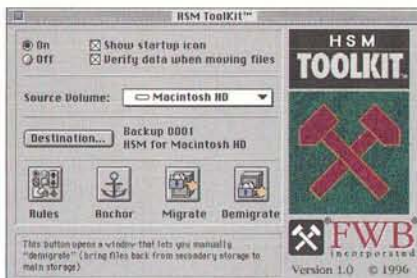 HSM ToolKit™
On
Off
Show startup icon
Verify data when moving files
Source Volume:
Macintosh HD
Destination...
Backup 0001
HSM for Macintosh HD
Rules
Anchor
Migrate
Demigrate
This button opens a window that lets you manually
"demigrate" (bring files back from secondary storage to
main storage)
HSM
TOOLKIT
FWB
incorporated
Version 1.0 © 1996